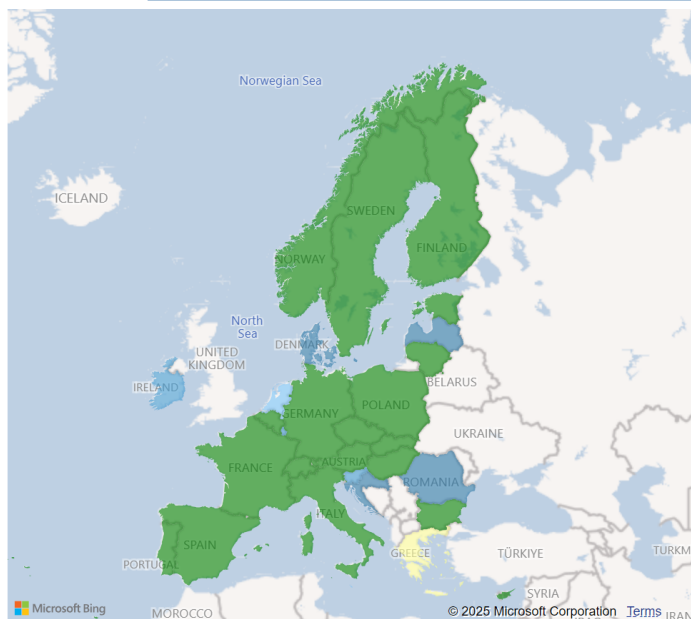 Norwegian Sea
ICELAND
SWEDEN
FINLAND
NORWAY
North
Sea
DENMARK
UNITED
KINGDOM
IRELAND
BELARUS
GERMANY
POLAND
UKRAINE
FRANCE
AUSTRIA
ROMANIA
ITALY
SPAIN
PORTUGAL
GREECE
TÜRKIYE
TURKM
SYRIA
MOROCCO
IRAN
Microsoft Bing
© 2025 Microsoft Corporation Terms